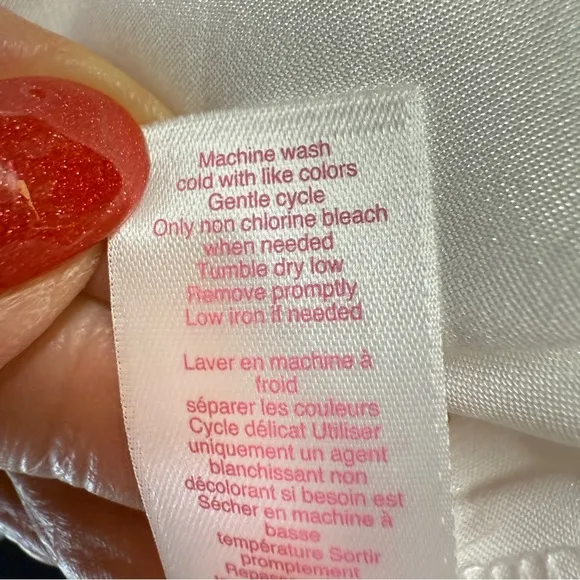 Machine wash
cold with like colors
Gentle cycle
Only non chlorine bleach
when needed
Tumble dry low
Remove promptly
Low iron if needed
Laver en machine à
froid
séparer les couleurs
Cycle délicat Utiliser
uniquement un agent
blanchissant non
décolorant si besoin est
Sécher en machine à
basse
température Sortir
promptement